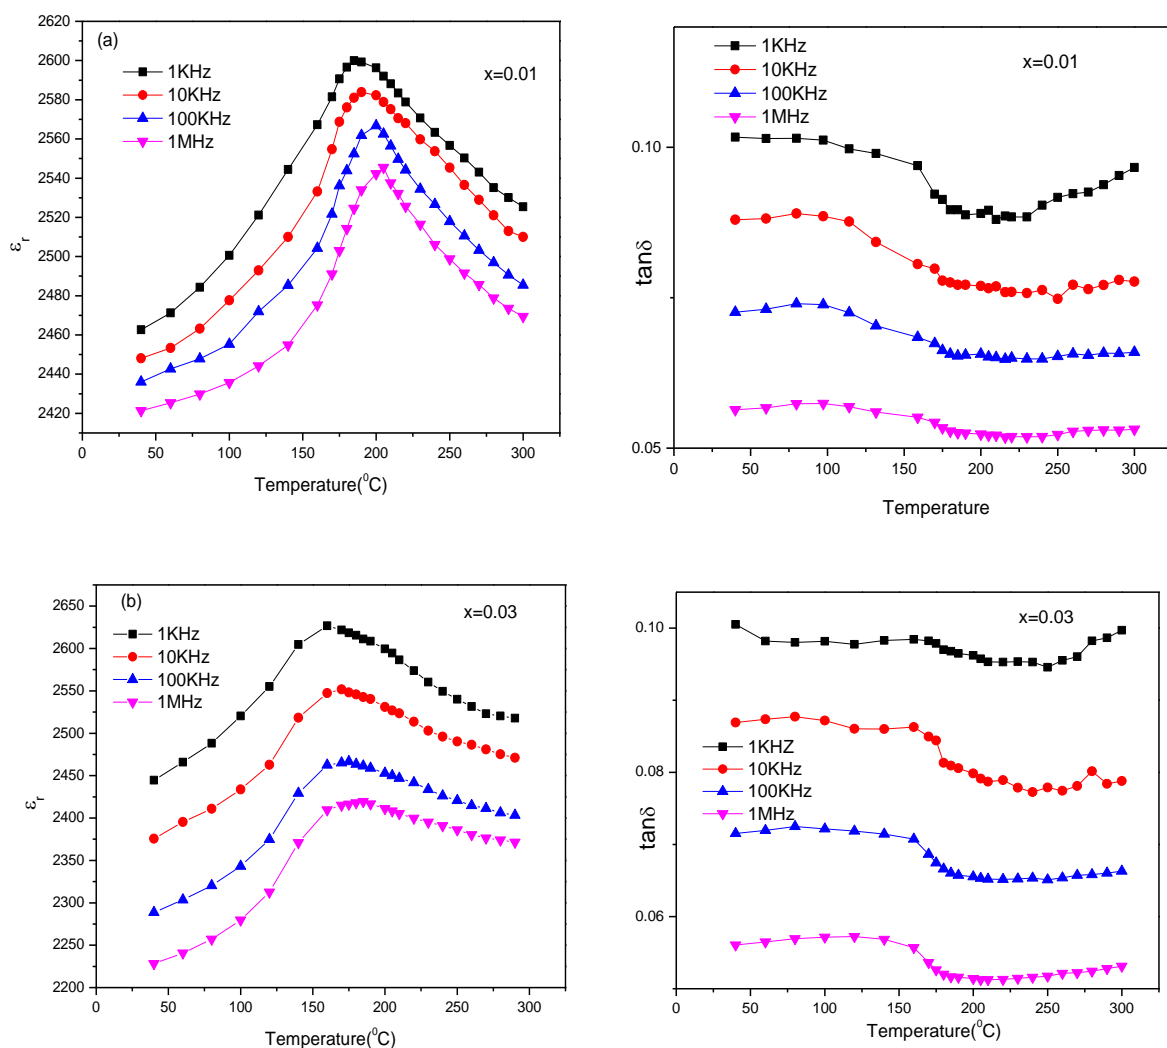 (a)
x=0.01
1KHz
10KHz
100KHz
1MHz
2620
2600
2580
2560
2540
2520
2500
2480
2460
2440
2420
εr
0 50 100 150 200 250 300
Temperature(⁰C)
x=0.01
1KHz
10KHz
100KHz
1MHz
0.10
0.05
tanδ
0 50 100 150 200 250 300
Temperature
(b)
x=0.03
1KHz
10KHz
100KHz
1MHz
2650
2600
2550
2500
2450
2400
2350
2300
2250
2200
εr
0 50 100 150 200 250 300
Temperature(⁰C)
x=0.03
1KHZ
10KHz
100KHz
1MHz
0.10
0.08
0.06
tanδ
0 50 100 150 200 250 300
Temperature(⁰C)